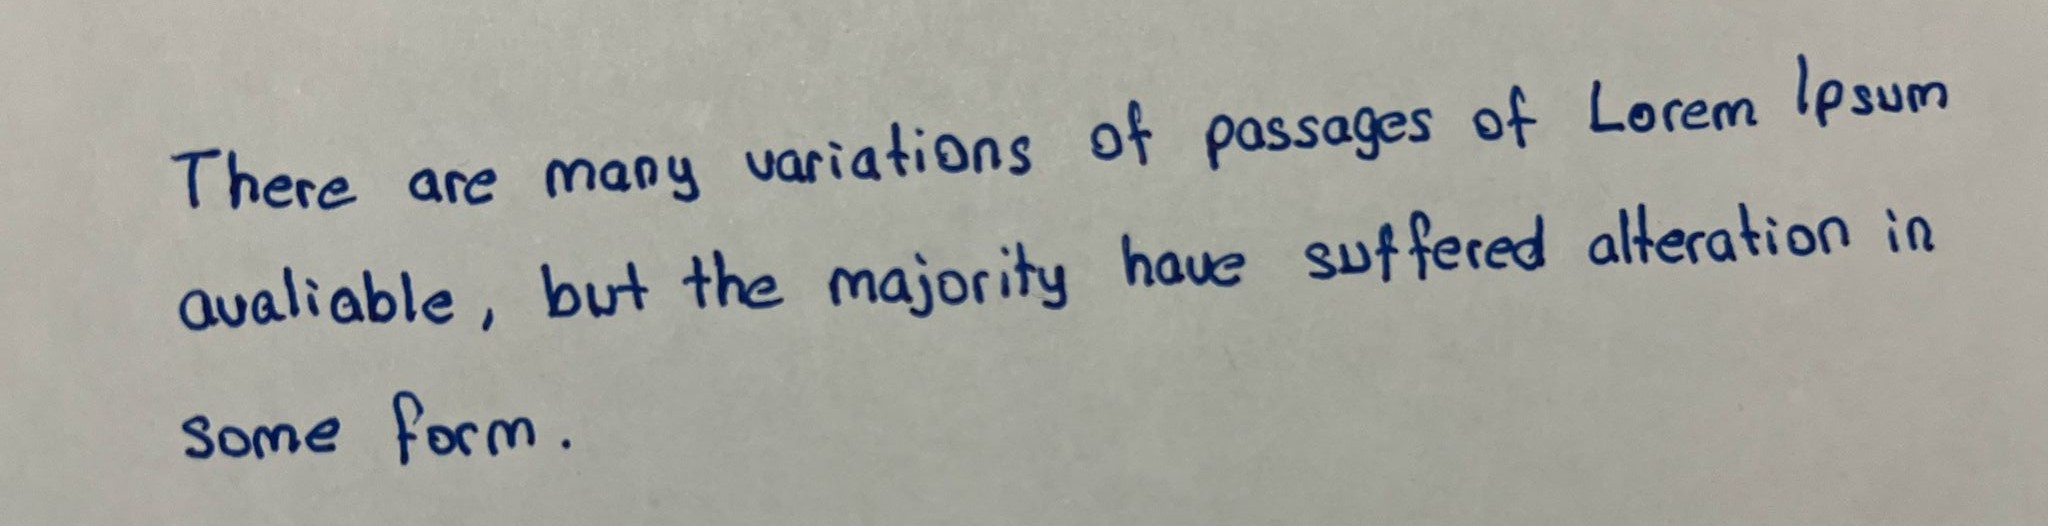 There are many variations of passages of Lorem Ipsum
avaliable, but the majority have suffered alteration in
some form.